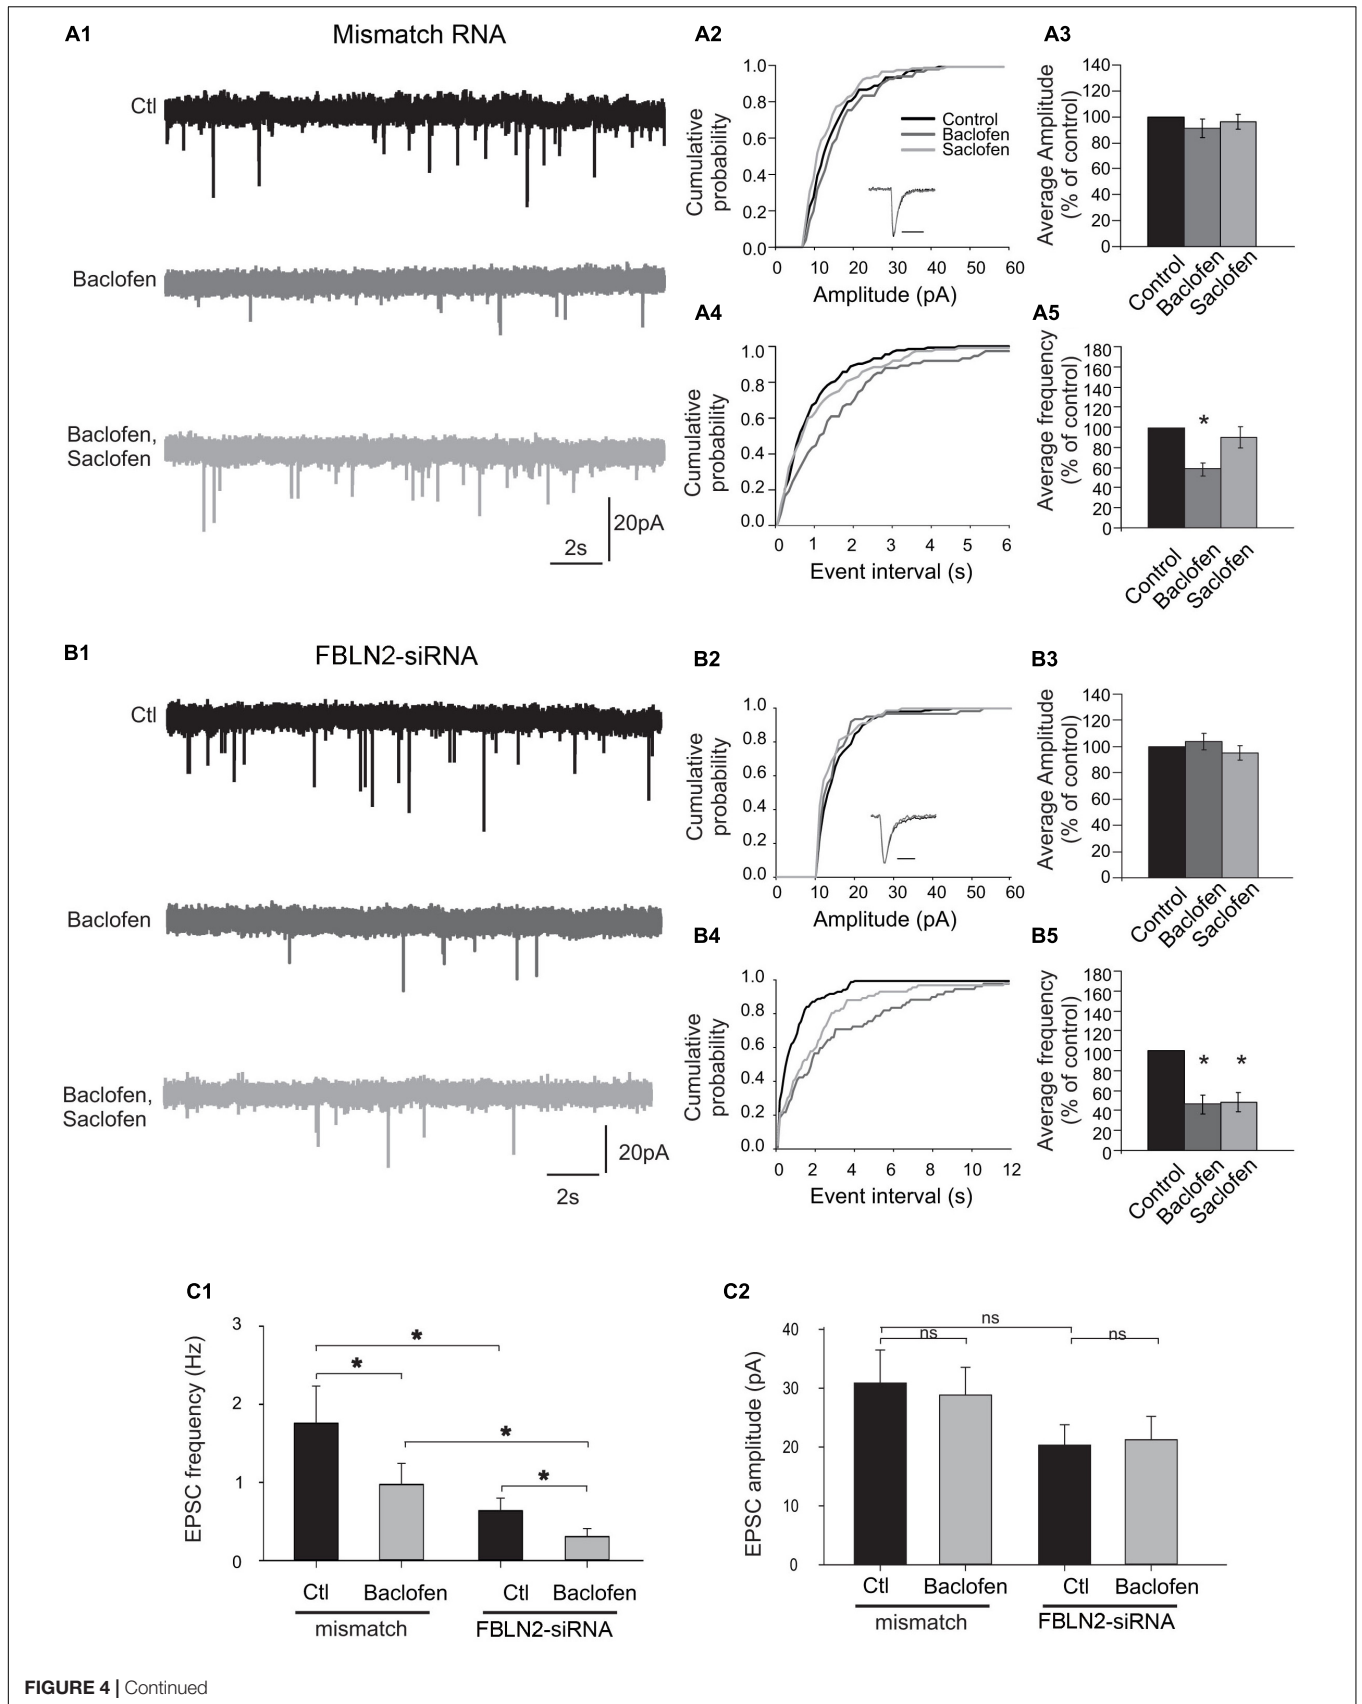 A1
Mismatch RNA
Ctl
Baclofen
Baclofen,
Saclofen
20pA
2s
A2
Cumulative
probability
1.0
0.8
0.6
0.4
0.2
0.0
Control
Baclofen
Saclofen
0 10 20 30 40 50 60
Amplitude (pA)
A3
Average Amplitude
(% of control)
140
120
100
80
60
40
20
0
Control
Baclofen
Saclofen
A4
Cumulative
probability
1.0
0.8
0.6
0.4
0.2
0.0
0 1 2 3 4 5 6
Event interval (s)
A5
Average frequency
(% of control)
180
160
140
120
100
80
60
40
20
0
*
Control
Baclofen
Saclofen
B1
FBLN2-siRNA
Ctl
Baclofen
Baclofen,
Saclofen
20pA
2s
B2
Cumulative
probability
1.0
0.8
0.6
0.4
0.2
0.0
0 10 20 30 40 50 60
Amplitude (pA)
B3
Average Amplitude
(% of control)
140
120
100
80
60
40
20
0
Control
Baclofen
Saclofen
B4
Cumulative
probability
1.0
0.8
0.6
0.4
0.2
0.0
0 2 4 6 8 10 12
Event interval (s)
B5
Average frequency
(% of control)
180
160
140
120
100
80
60
40
20
0
* *
Control
Baclofen
Saclofen
C1
EPSC frequency (Hz)
3
2
1
0
*
*
*
*
Ctl Baclofen Ctl Baclofen
mismatch FBLN2-siRNA
C2
EPSC amplitude (pA)
40
30
20
10
0
ns
ns ns
Ctl Baclofen Ctl Baclofen
mismatch FBLN2-siRNA
FIGURE 4 | Continued